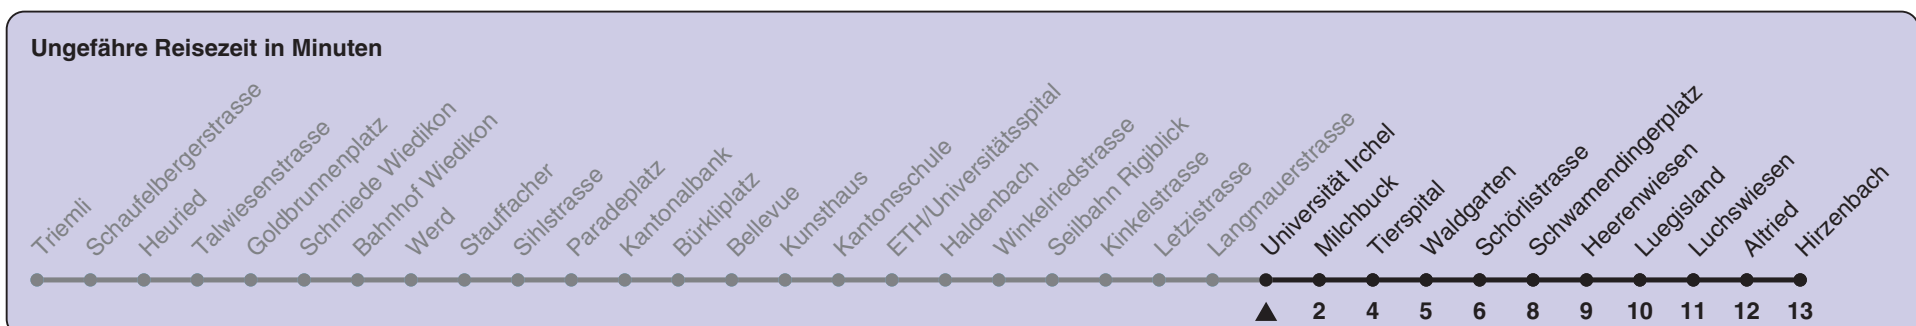 Ungefähre Reisezeit in Minuten
Triemli
Schaufelbergerstrasse
Heuried
Talwiesenstrasse
Goldbrunnenplatz
Schmiede Wiedikon
Bahnhof Wiedikon
Werd
Stauffacher
Sihlstrasse
Paradeplatz
Kantonalbank
Bürkliplatz
Bellevue
Kunsthaus
Kantonsschule
ETH/Universitätsspital
Haldenbach
Winkelriedstrasse
Seilbahn Rigiblick
Kinkelstrasse
Letzistrasse
Langmauerstrasse
Universität Irchel
Milchbuck
Tierspital
Waldgarten
Schörlistrasse
Schwamendingerplatz
Heerenwiesen
Luegisland
Luchswiesen
Altried
Hirzenbach
2 4 5 6 8 9 10 11 12 13